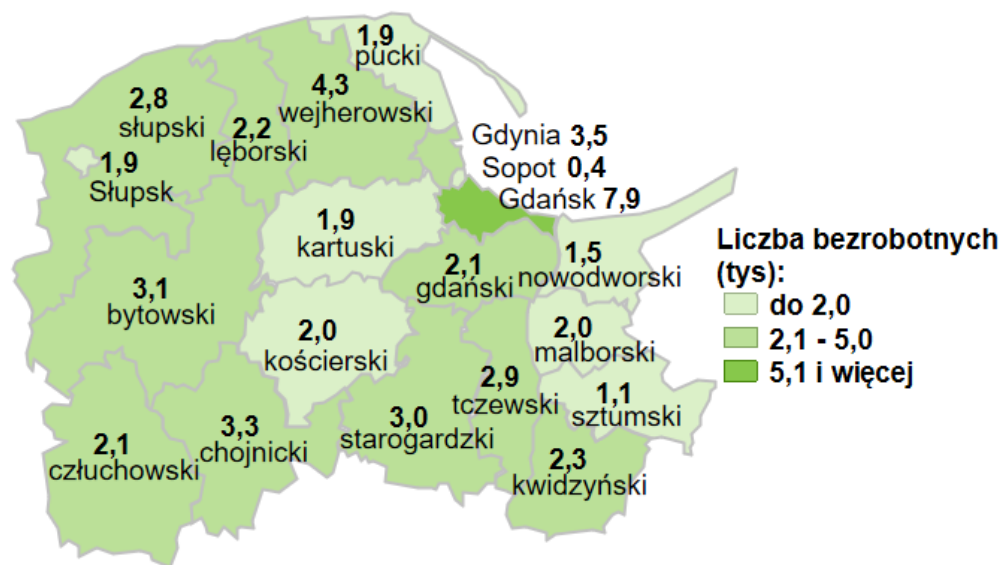 1,9
pucki
4,3
wejherowski
2,8
słupski
2,2
lęborski
Gdynia 3,5
Sopot 0,4
Gdańsk 7,9
1,9
Słupsk
1,9
kartuski
2,1
gdański
1,5
nowodworski
3,1
bytowski
2,0
kościerski
2,0
malborski
2,9
tczewski
1,1
sztumski
3,0
starogardzki
3,3
chojnicki
2,1
człuchowski
2,3
kwidzyński
Liczba bezrobotnych
(tys):
do 2,0
2,1 - 5,0
5,1 i więcej